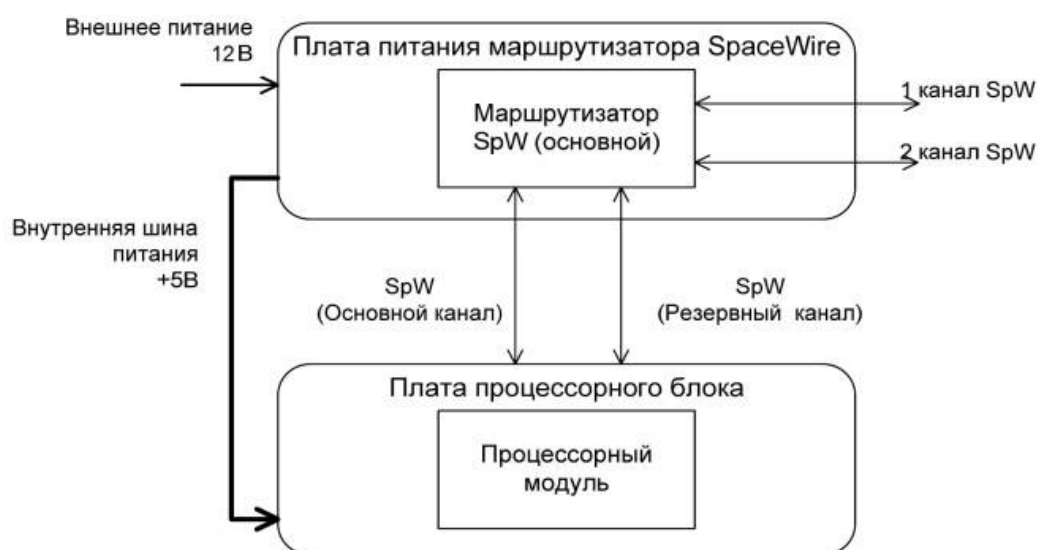 Внешнее питание
12В
Плата питания маршрутизатора SpaceWire
Маршрутизатор
SpW (основной)
1 канал SpW
2 канал SpW
Внутренняя шина
питания
+5В
SpW
(Основной канал)
SpW
(Резервный канал)
Плата процессорного блока
Процессорный
модуль